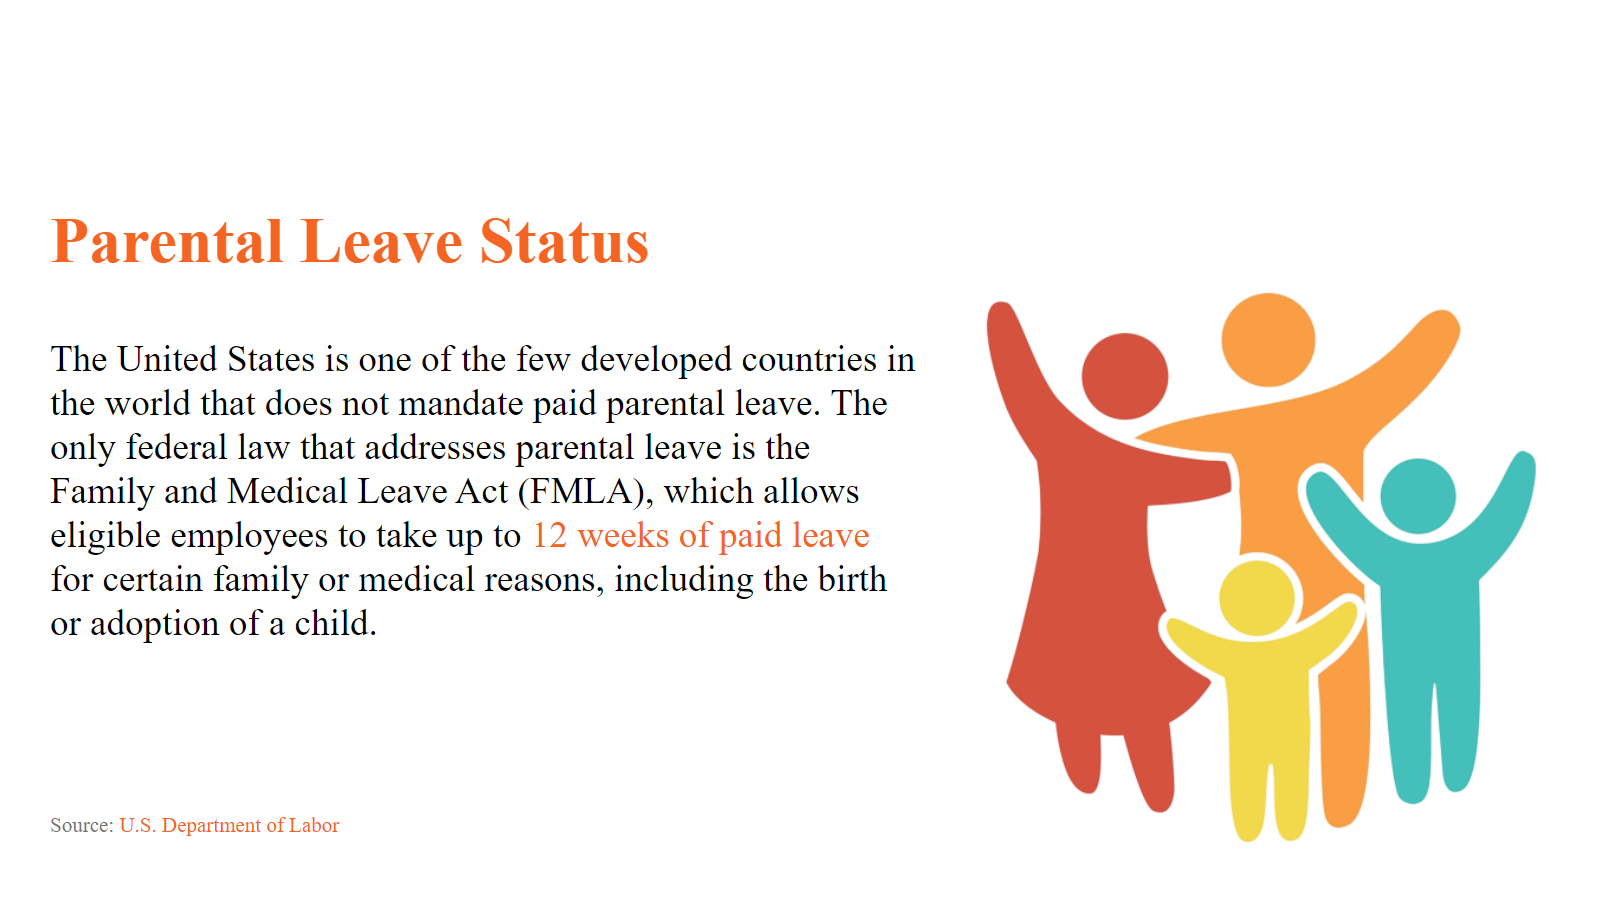 Parental Leave Status
The United States is one of the few developed countries in
the world that does not mandate paid parental leave. The
only federal law that addresses parental leave is the
Family and Medical Leave Act (FMLA), which allows
eligible employees to take up to 12 weeks of paid leave
for certain family or medical reasons, including the birth
or adoption of a child.
Source: U.S. Department of Labor